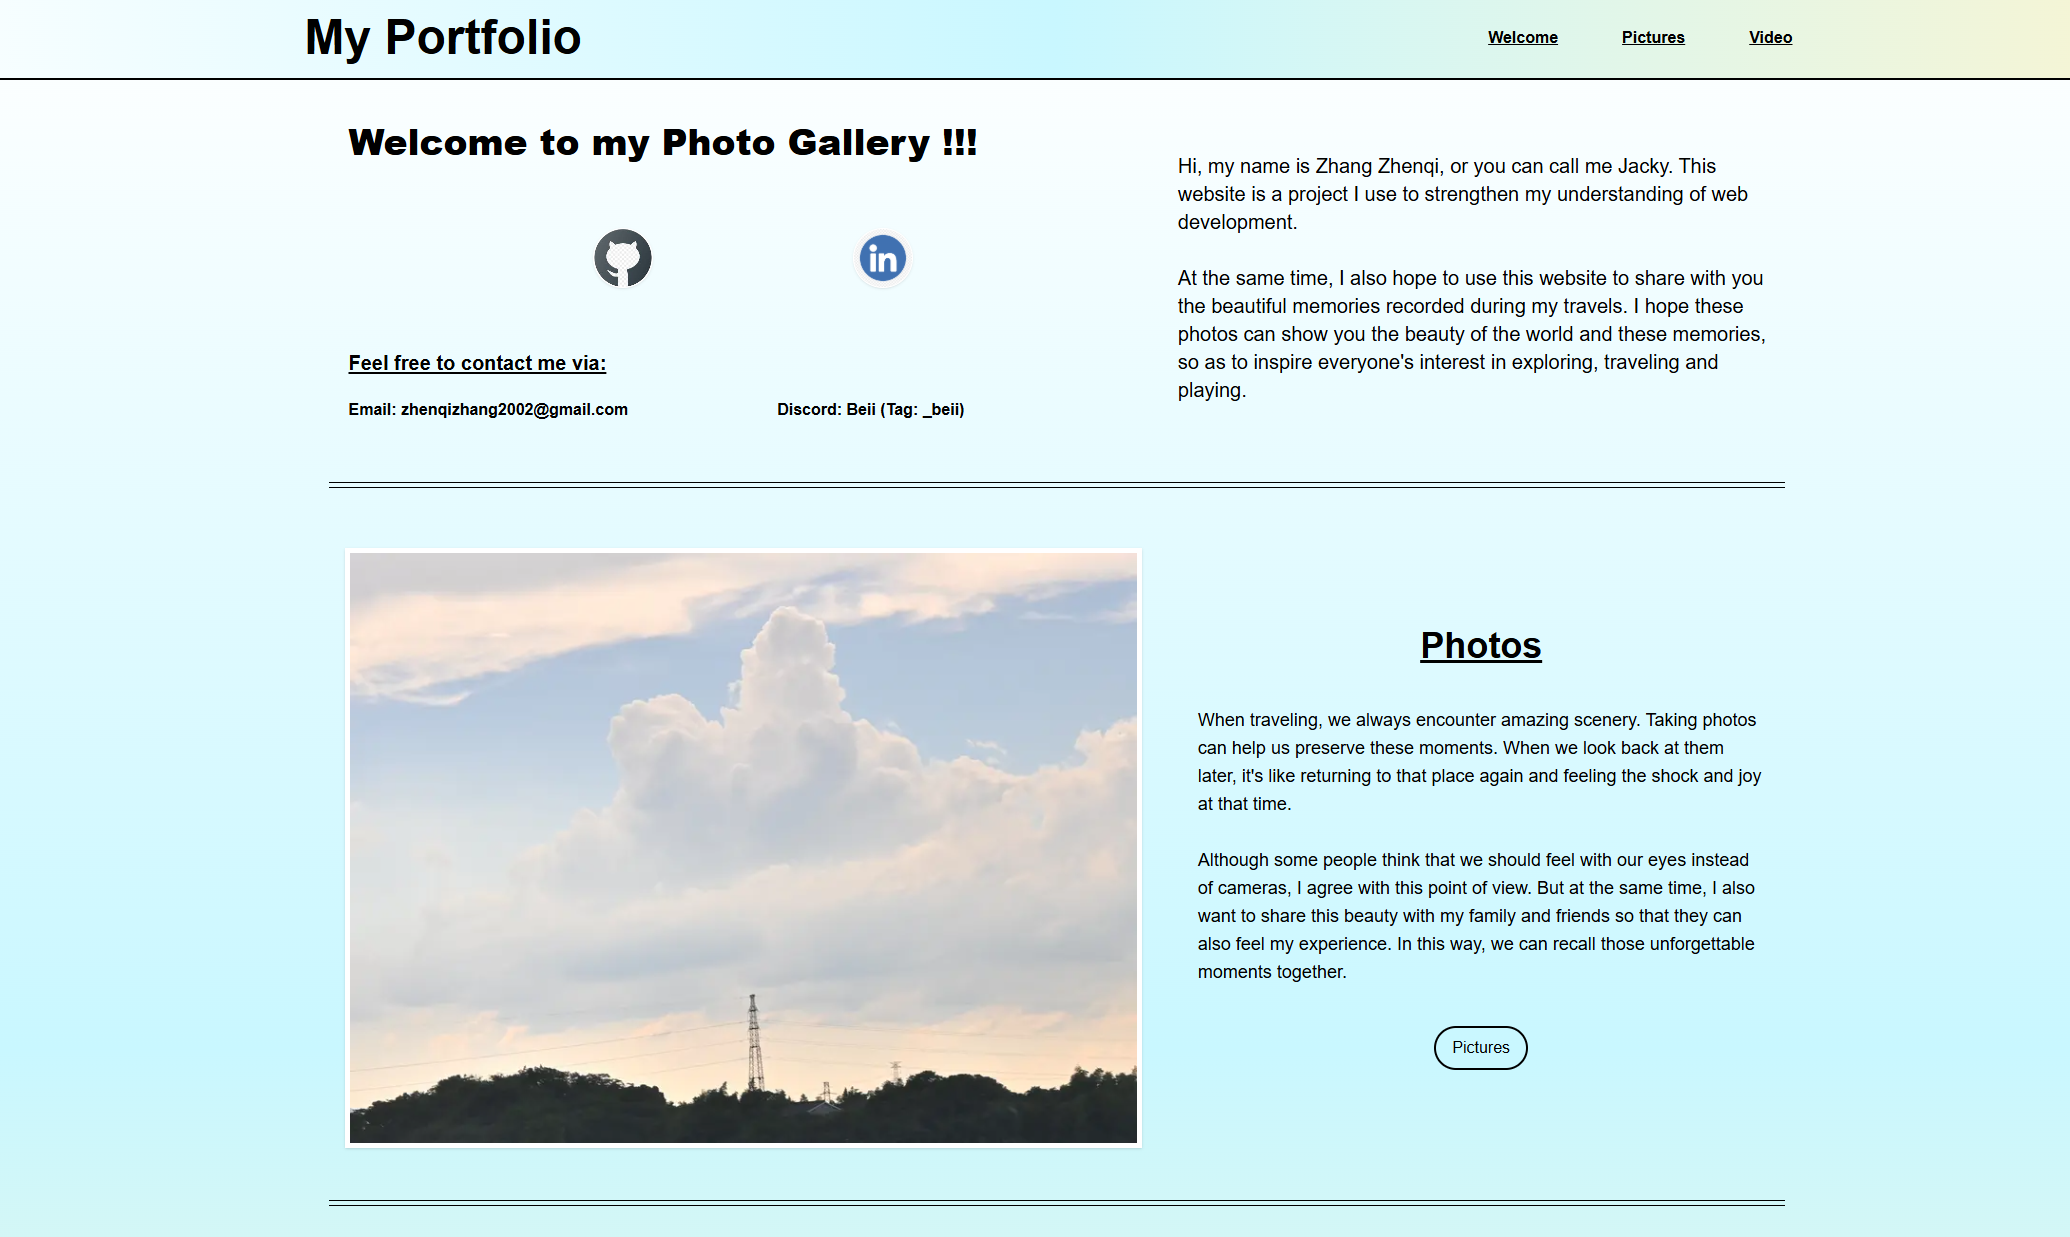 My Portfolio
Welcome
Pictures
Video
Welcome to my Photo Gallery !!!
in
Feel free to contact me via:
Email: zhenqizhang2002@gmail.com
Discord: Beii (Tag: _beii)
Hi, my name is Zhang Zhenqi, or you can call me Jacky. This
website is a project I use to strengthen my understanding of web
development.
At the same time, I also hope to use this website to share with you
the beautiful memories recorded during my travels. I hope these
photos can show you the beauty of the world and these memories,
so as to inspire everyone's interest in exploring, traveling and
playing.
Photos
When traveling, we always encounter amazing scenery. Taking photos
can help us preserve these moments. When we look back at them
later, it's like returning to that place again and feeling the shock and joy
at that time.
Although some people think that we should feel with our eyes instead
of cameras, I agree with this point of view. But at the same time, I also
want to share this beauty with my family and friends so that they can
also feel my experience. In this way, we can recall those unforgettable
moments together.
Pictures